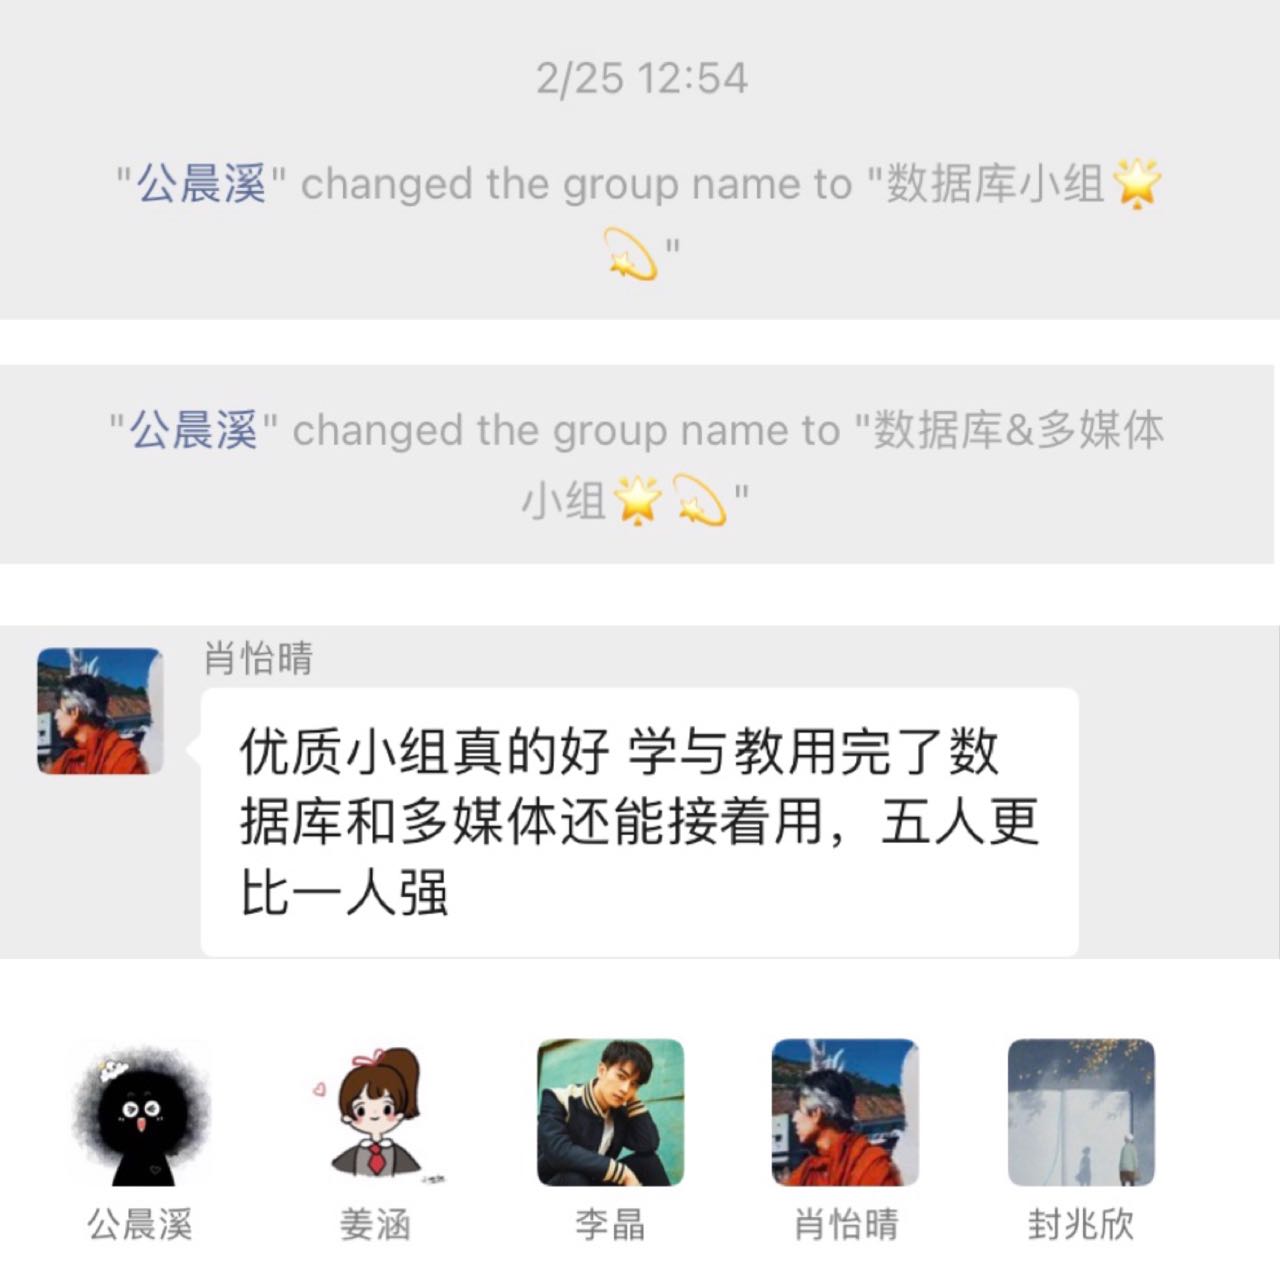 2/25 12:54
"公晨溪" changed the group name to "数据库小组🌟
💫"
"公晨溪" changed the group name to "数据库&多媒体
小组🌟💫"
肖怡晴
优质小组真的好 学与教用完了数
据库和多媒体还能接着用，五人更
比一人强
公晨溪 姜涵 李晶 肖怡晴 封兆欣